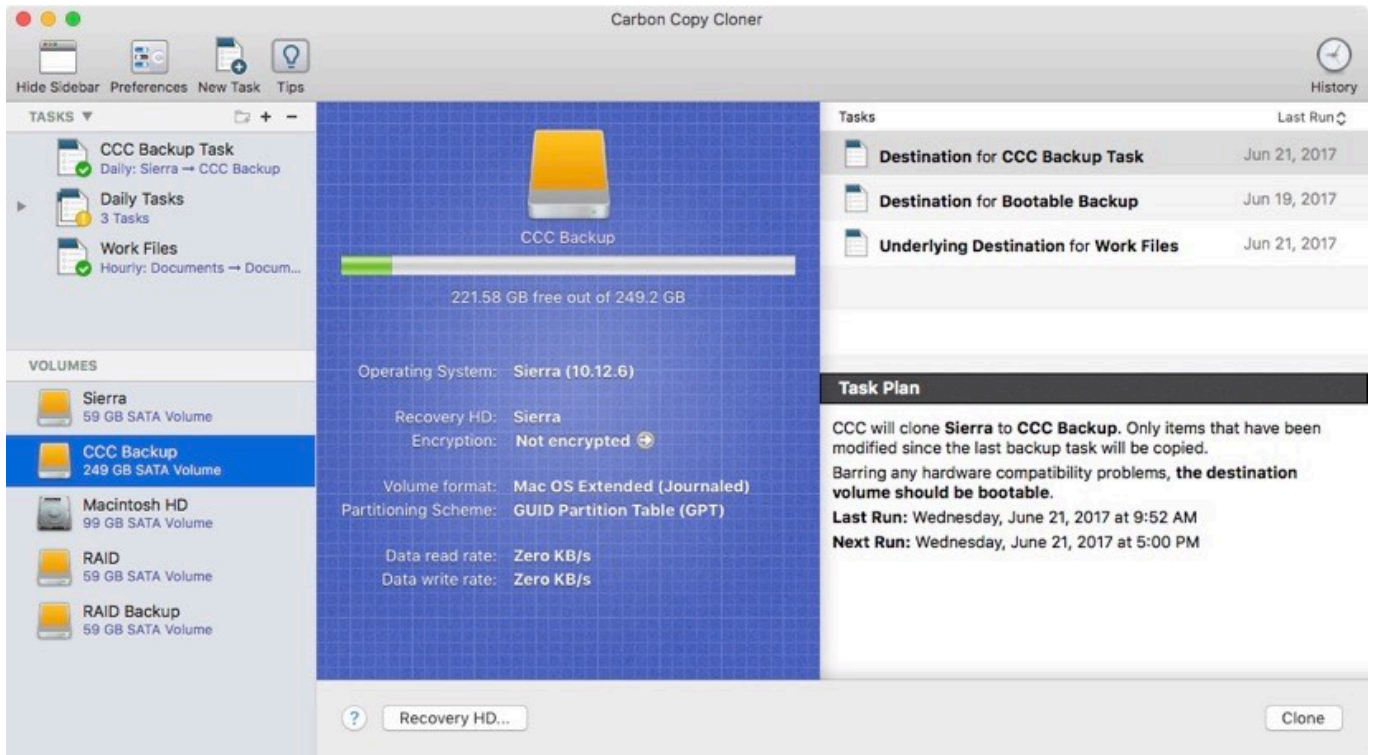 Carbon Copy Cloner
Hide Sidebar Preferences New Task Tips
History
TASKS ▼ + −
CCC Backup Task
Daily: Sierra → CCC Backup
Daily Tasks
3 Tasks
Work Files
Hourly: Documents → Docum...
VOLUMES
Sierra
59 GB SATA Volume
CCC Backup
249 GB SATA Volume
Macintosh HD
99 GB SATA Volume
RAID
59 GB SATA Volume
RAID Backup
59 GB SATA Volume
CCC Backup
221.58 GB free out of 249.2 GB
Operating System: Sierra (10.12.6)
Recovery HD: Sierra
Encryption: Not encrypted
Volume format: Mac OS Extended (Journaled)
Partitioning Scheme: GUID Partition Table (GPT)
Data read rate: Zero KB/s
Data write rate: Zero KB/s
Tasks Last Run
Destination for CCC Backup Task Jun 21, 2017
Destination for Bootable Backup Jun 19, 2017
Underlying Destination for Work Files Jun 21, 2017
Task Plan
CCC will clone Sierra to CCC Backup. Only items that have been
modified since the last backup task will be copied.
Barring any hardware compatibility problems, the destination
volume should be bootable.
Last Run: Wednesday, June 21, 2017 at 9:52 AM
Next Run: Wednesday, June 21, 2017 at 5:00 PM
? Recovery HD...
Clone